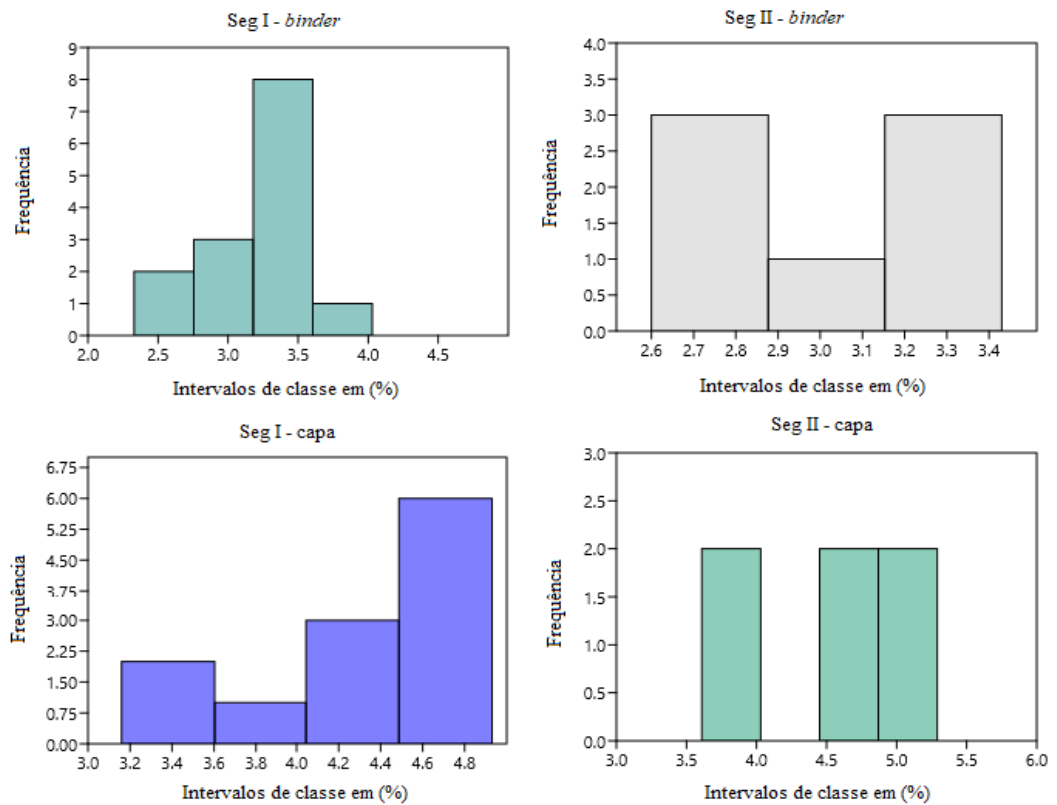 Seg I - binder
Frequência
9
8
7
6
5
4
3
2
1
0
2.0 2.5 3.0 3.5 4.0 4.5
Intervalos de classe em (%)
Seg II - binder
Frequência
4.0
3.5
3.0
2.5
2.0
1.5
1.0
0.5
0.0
2.6 2.7 2.8 2.9 3.0 3.1 3.2 3.3 3.4
Intervalos de classe em (%)
Seg I - capa
Frequência
6.75
6.00
5.25
4.50
3.75
3.00
2.25
1.50
0.75
0.00
3.0 3.2 3.4 3.6 3.8 4.0 4.2 4.4 4.6 4.8
Intervalos de classe em (%)
Seg II - capa
Frequência
3.0
2.5
2.0
1.5
1.0
0.5
0.0
3.0 3.5 4.0 4.5 5.0 5.5 6.0
Intervalos de classe em (%)